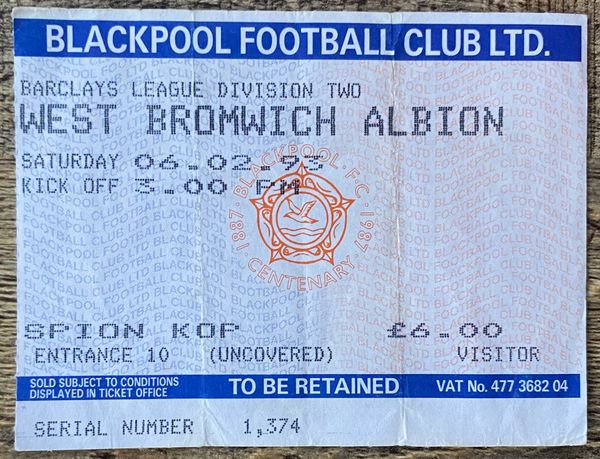 BLACKPOOL FOOTBALL CLUB LTD.
BARCLAYS LEAGUE DIVISION TWO
WEST BROMWICH ALBION
SATURDAY 06.02.93
KICK OFF 3.00 PM
BLACKPOOL F.C.
1887 1987
CENTENARY
SPION KOP £6.00
ENTRANCE 10 (UNCOVERED) VISITOR
SOLD SUBJECT TO CONDITIONS
DISPLAYED IN TICKET OFFICE
TO BE RETAINED
VAT No. 477 3682 04
SERIAL NUMBER 1,374